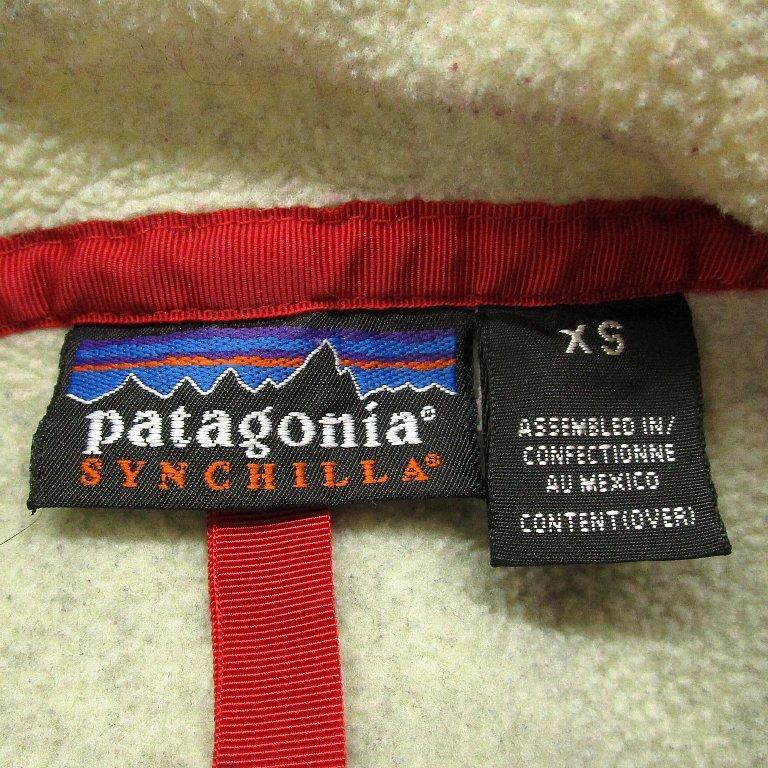 patagonia®
SYNCHILLA®
XS
ASSEMBLED IN/
CONFECTIONNE
AU MEXICO
CONTENT(OVER)